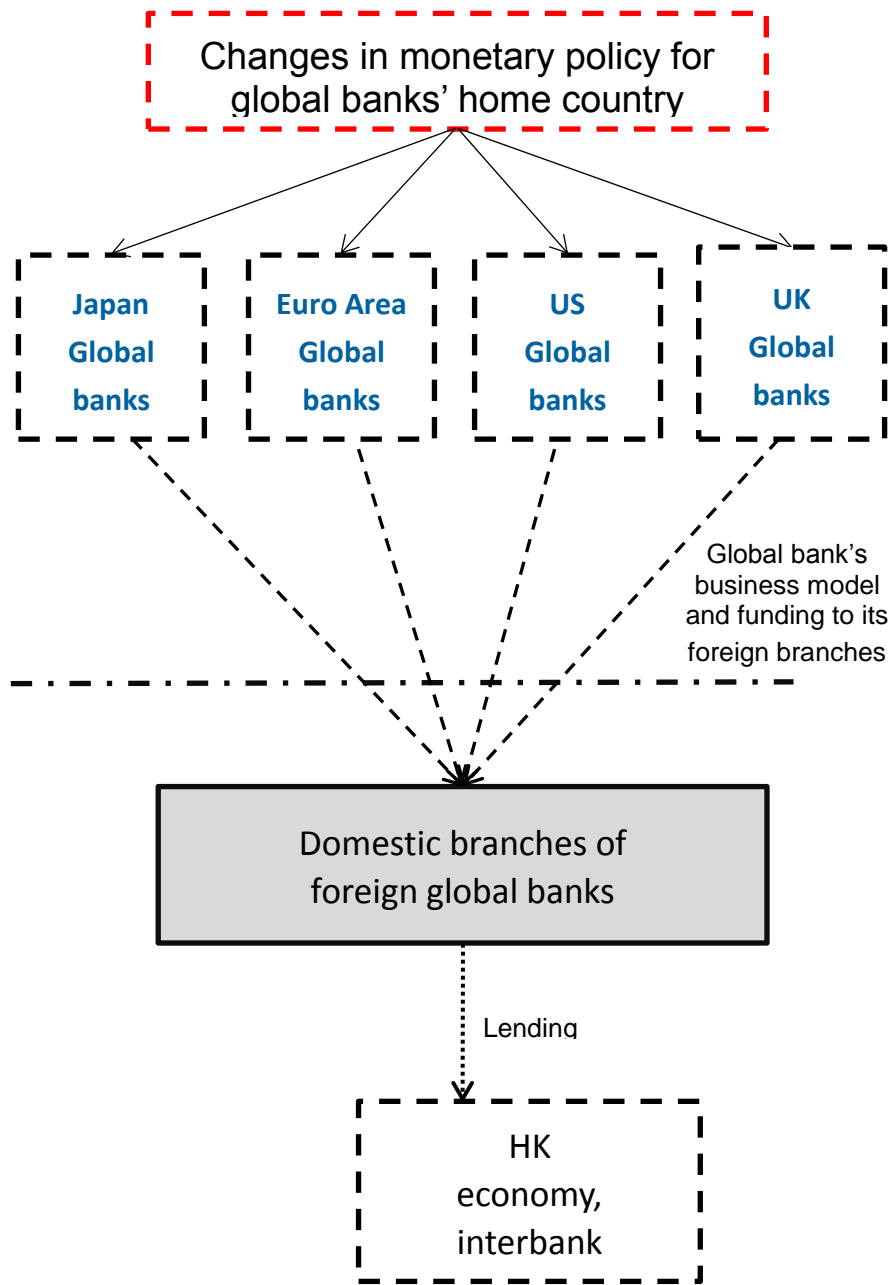 Changes in monetary policy for
global banks’ home country
Japan
Global
banks
Euro Area
Global
banks
US
Global
banks
UK
Global
banks
Global bank’s
business model
and funding to its
foreign branches
Domestic branches of
foreign global banks
Lending
HK
economy,
interbank